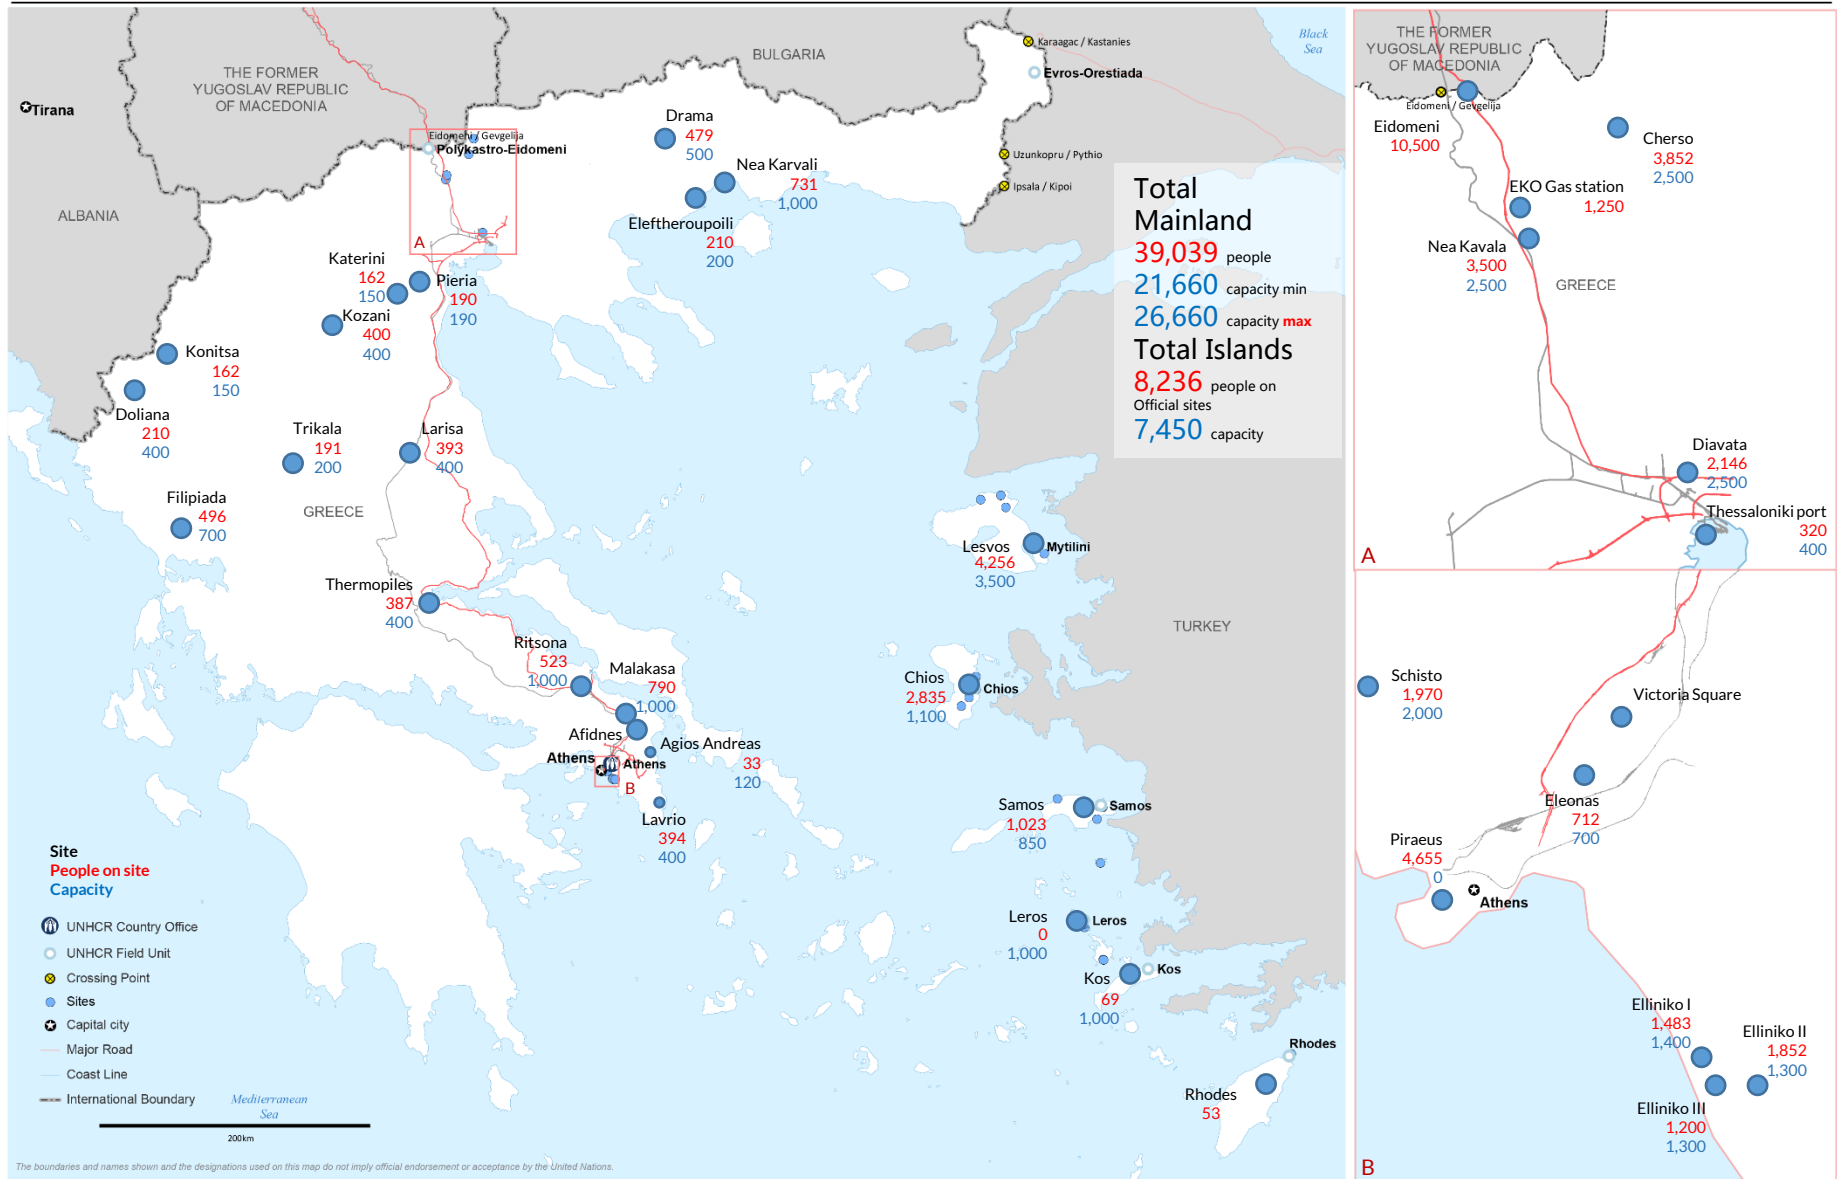 THE FORMER
YUGOSLAV REPUBLIC
OF MACEDONIA
BULGARIA
Black
Sea
Karaagac / Kastanies
Evros-Orestiada
Tirana
ALBANIA
Eidomeni / Gevgelija
Polykastro-Eidomeni
A
Drama
479
500
Nea Karvali
731
1,000
Eleftheroupoili
210
200
Uzunkopru / Pythio
Ipsala / Kipoi
Total
Mainland
39,039 people
21,660 capacity min
26,660 capacity max
Total Islands
8,236 people on
Official sites
7,450 capacity
Katerini
162
150
Pieria
190
190
Kozani
400
400
Konitsa
162
150
Doliana
210
400
Trikala
191
200
Larisa
393
400
Filipiada
496
700
GREECE
Thermopiles
387
400
Ritsona
523
1,000
Malakasa
790
1,000
Afidnes
Agios Andreas
33
120
Athens
Athens
B
Lavrio
394
400
Lesvos
4,256
3,500
Mytilini
TURKEY
Chios
2,835
1,100
Chios
Samos
1,023
850
Samos
Leros
0
1,000
Leros
Kos
69
1,000
Kos
Rhodes
Rhodes
53
Site
People on site
Capacity
UNHCR Country Office
UNHCR Field Unit
Crossing Point
Sites
Capital city
Major Road
Coast Line
International Boundary
Mediterranean
Sea
200km
The boundaries and names shown and the designations used on this map do not imply official endorsement or acceptance by the United Nations.
THE FORMER
YUGOSLAV REPUBLIC
OF MACEDONIA
Eidomeni / Gevgelija
Eidomeni
10,500
Cherso
3,852
2,500
EKO Gas station
1,250
Nea Kavala
3,500
2,500
GREECE
Diavata
2,146
2,500
Thessaloniki port
320
400
A
Schisto
1,970
2,000
Victoria Square
Eleonas
712
700
Piraeus
4,655
0
Athens
Elliniko I
1,483
1,400
Elliniko II
1,852
1,300
Elliniko III
1,200
1,300
B